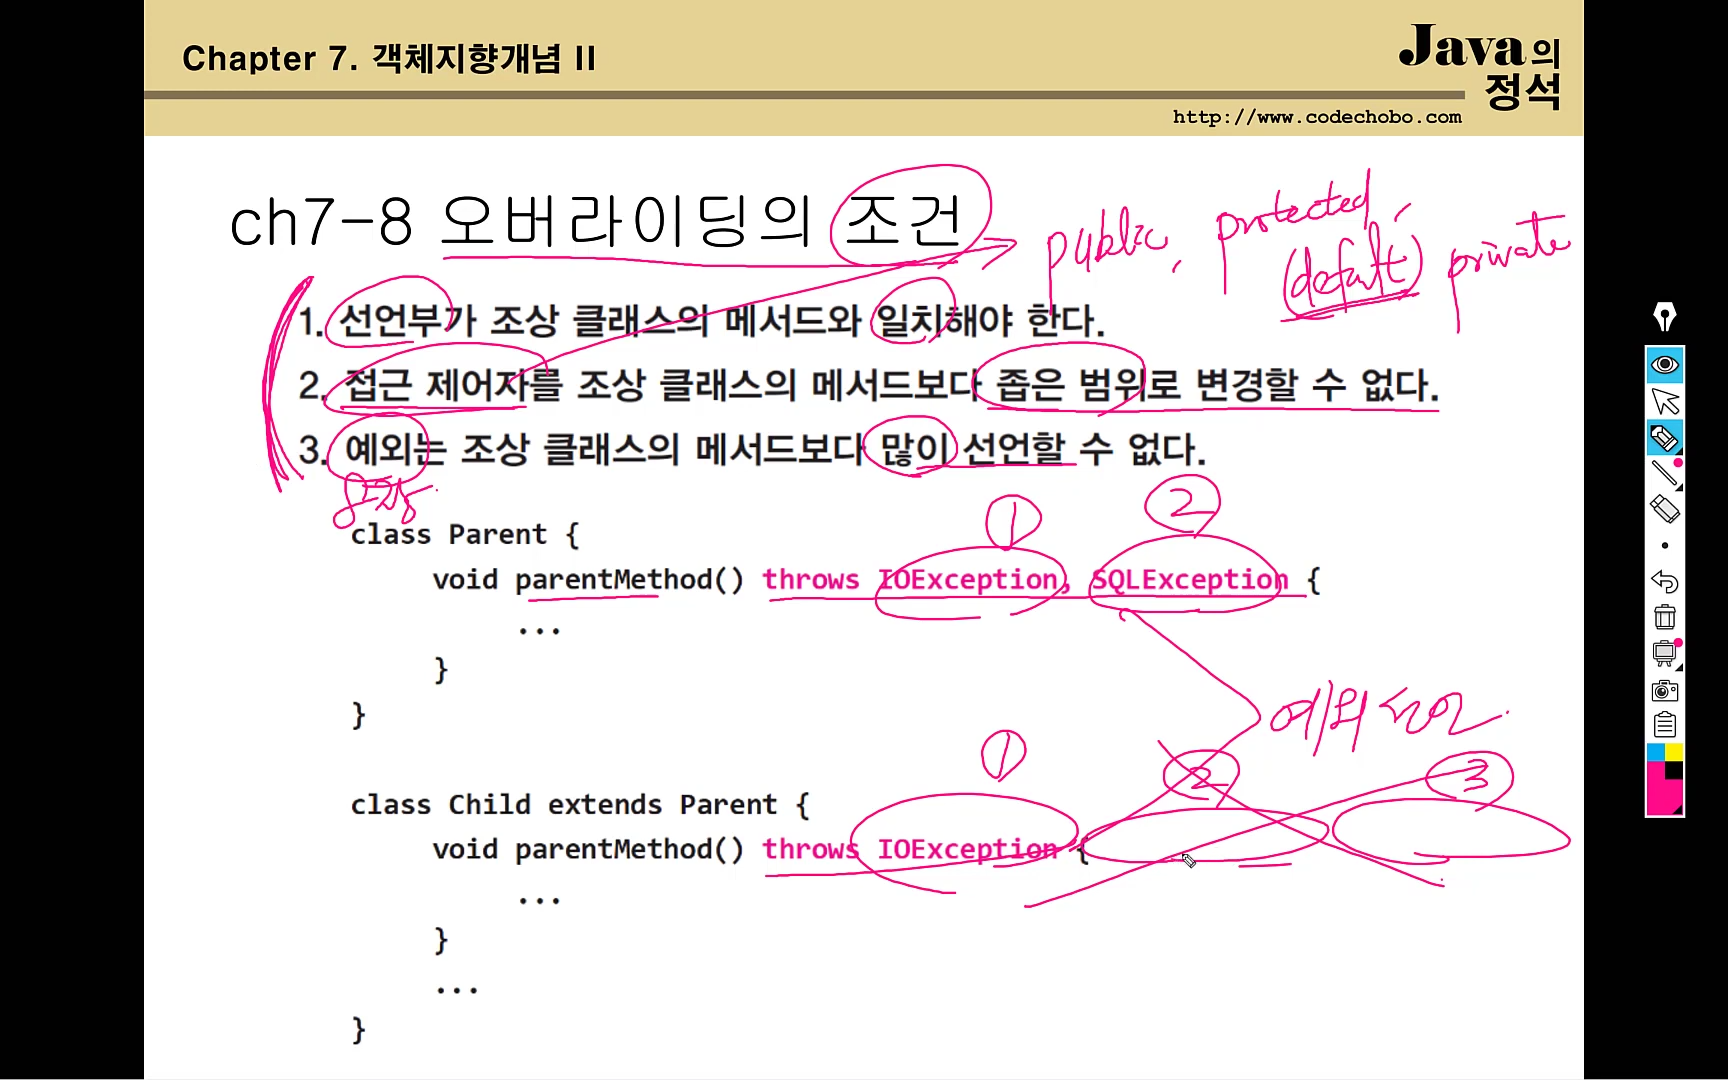 Chapter 7. 객체지향개념 II
Java의
정석
http://www.codechobo.com
ch7-8 오버라이딩의 조건
public, protected,
(default) private
1. 선언부가 조상 클래스의 메서드와 일치해야 한다.
2. 접근 제어자를 조상 클래스의 메서드보다 좁은 범위로 변경할 수 없다.
3. 예외는 조상 클래스의 메서드보다 많이 선언할 수 없다.
① ②
class Parent {
void parentMethod() throws IOException, SQLException {
...
}
}
예외 선언
① ② ③
class Child extends Parent {
void parentMethod() throws IOException {
...
}
...
}